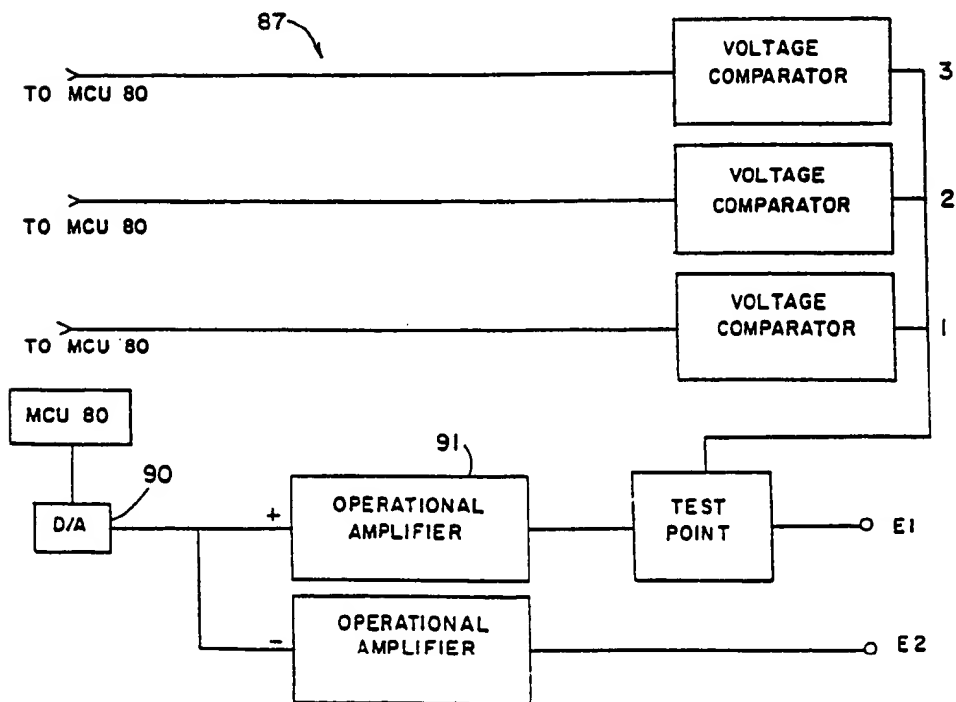 87
VOLTAGE
COMPARATOR
3
TO MCU 80
VOLTAGE
COMPARATOR
2
TO MCU 80
VOLTAGE
COMPARATOR
1
TO MCU 80
MCU 80
90
D/A
91
+
OPERATIONAL
AMPLIFIER
TEST
POINT
E1
-
OPERATIONAL
AMPLIFIER
E2